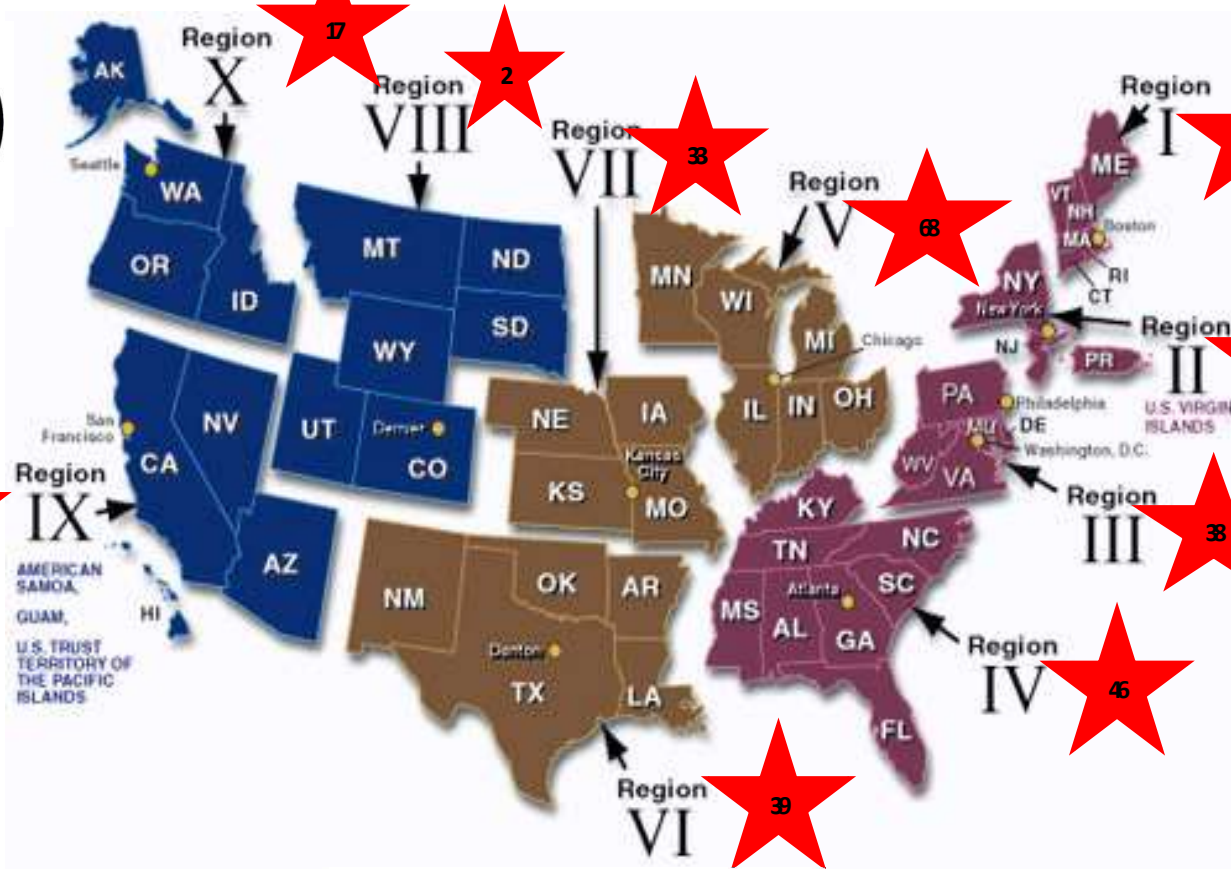 17
Region
X
AK
2
Region
VIII
Region
VII
33
Region
I
ME
Seattle
WA
Region
V
68
VT
NH
MA
Boston
RI
CT
OR
ID
MT
ND
SD
WY
MN
WI
MI
Chicago
NY
New York
NJ
Region
II
PR
U.S. VIRGIN
ISLANDS
San
Francisco
CA
NV
UT
Denver
CO
NE
IA
KS
Kansas
City
MO
IL
IN
OH
PA
Philadelphia
DE
Washington, D.C.
WV
VA
Region
III
38
Region
IX
AMERICAN
SAMOA,
GUAM,
U.S. TRUST
TERRITORY OF
THE PACIFIC
ISLANDS
HI
AZ
NM
OK
AR
Denton
TX
LA
KY
TN
NC
SC
MS
AL
Atlanta
GA
FL
Region
IV
46
Region
VI
39